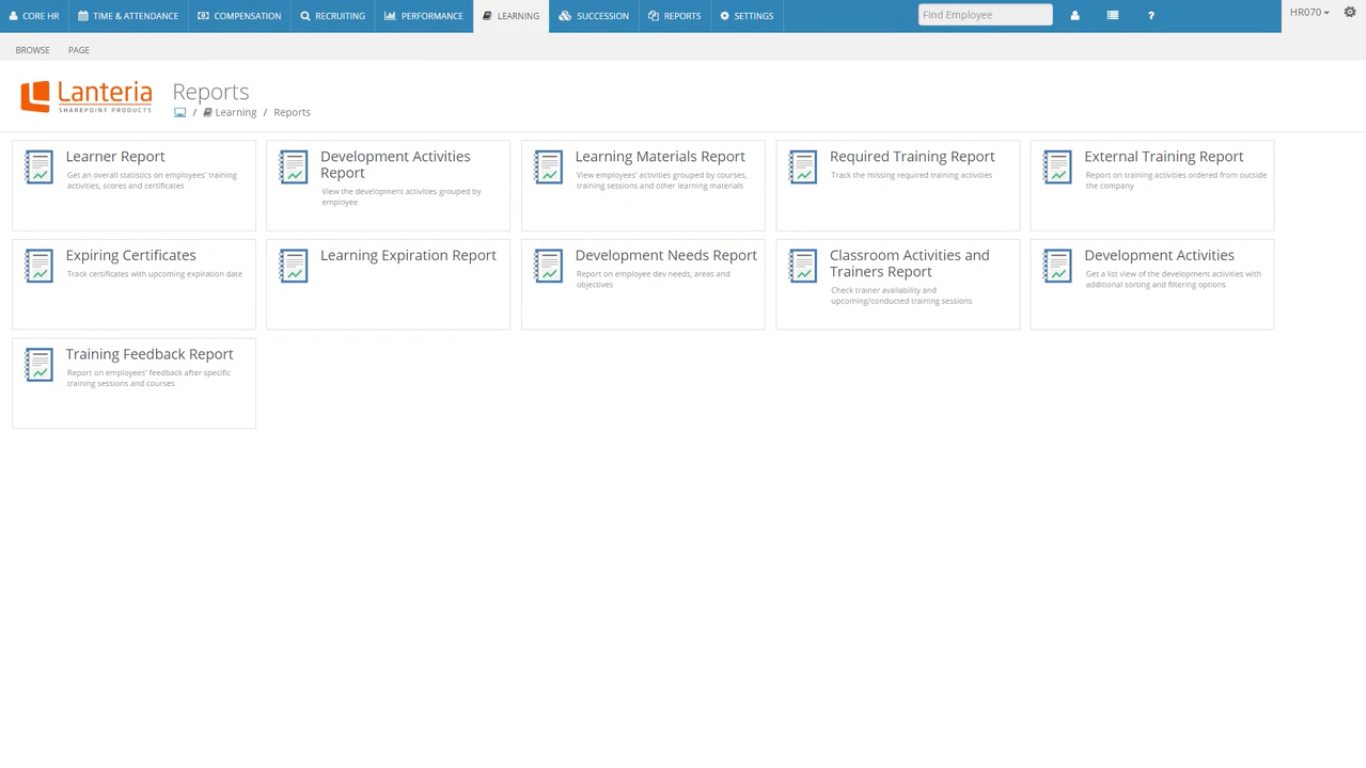 CORE HR TIME & ATTENDANCE COMPENSATION RECRUITING PERFORMANCE LEARNING SUCCESSION REPORTS SETTINGS Find Employee ? HR070
BROWSE PAGE
Lanteria
SHAREPOINT PRODUCTS
Reports
/ Learning / Reports
Learner Report
Get an overall statistics on employees' training
activities, scores and certificates
Development Activities
Report
View the development activities grouped by
employee
Learning Materials Report
View employees' activities grouped by courses,
training sessions and other learning materials
Required Training Report
Track the missing required training activities
External Training Report
Report on training activities ordered from outside
the company
Expiring Certificates
Track certificates with upcoming expiration date
Learning Expiration Report
Development Needs Report
Report on employee dev needs, areas and
objectives
Classroom Activities and
Trainers Report
Check trainer availability and
upcoming/conducted training sessions
Development Activities
Get a list view of the development activities with
additional sorting and filtering options
Training Feedback Report
Report on employees' feedback after specific
training sessions and courses